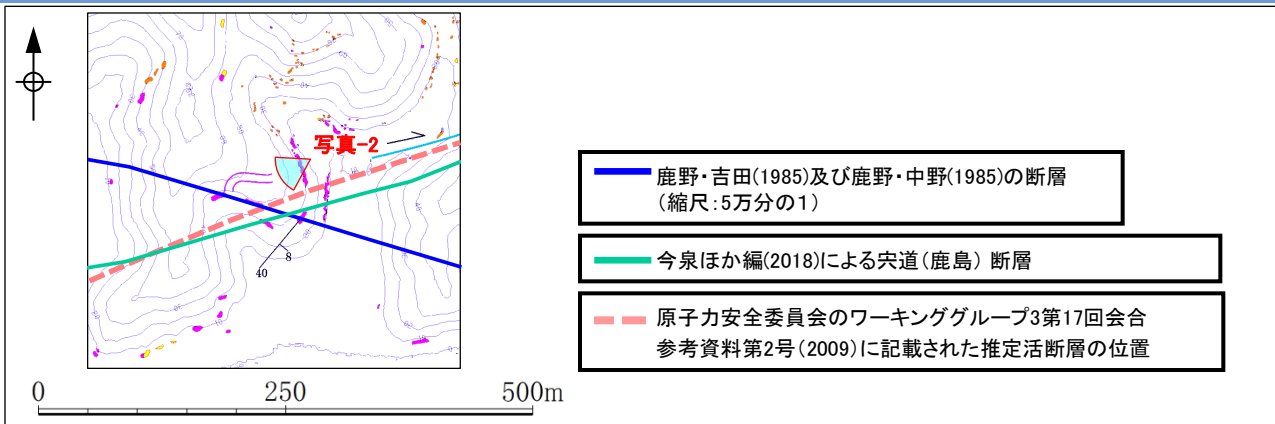 写真-2
8
40
鹿野・吉田(1985)及び鹿野・中野(1985)の断層
(縮尺:5万分の1)
今泉ほか編(2018)による宍道(鹿島) 断層
原子力安全委員会のワーキンググループ3第17回会合
参考資料第2号(2009)に記載された推定活断層の位置
0 250 500m